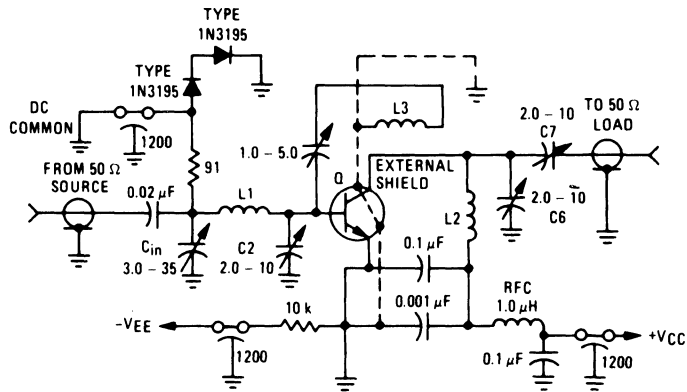 TYPE
1N3195
TYPE
1N3195
DC
COMMON
1200
FROM 50 Ω
SOURCE
0.02 μF
91
L1
Cin
3.0 – 35
C2
2.0 – 10
1.0 – 5.0
L3
Q
EXTERNAL
SHIELD
2.0 – 10
C7
TO 50 Ω
LOAD
2.0 – 10
C6
L2
0.1 μF
0.001 μF
RFC
1.0 μH
–VEE
1200
10 k
0.1 μF
1200
+VCC